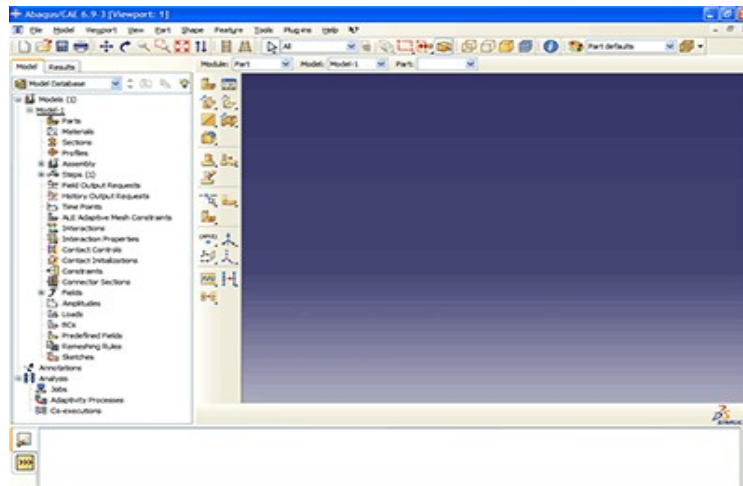 Abaqus/CAE 6.9-3 [Viewport: 1]
File Model Viewport View Part Shape Feature Tools Plug-ins Help
All Part defaults
Model Results Module: Part Model: Model-1 Part:
Model Database
Models (1)
Model-1
Parts
Materials
Sections
Profiles
Assembly
Steps (1)
Field Output Requests
History Output Requests
Time Points
ALE Adaptive Mesh Constraints
Interactions
Interaction Properties
Contact Controls
Contact Initializations
Constraints
Connector Sections
Fields
Amplitudes
Loads
BCs
Predefined Fields
Remeshing Rules
Sketches
Annotations
Analysis
Jobs
Adaptivity Processes
Co-executions